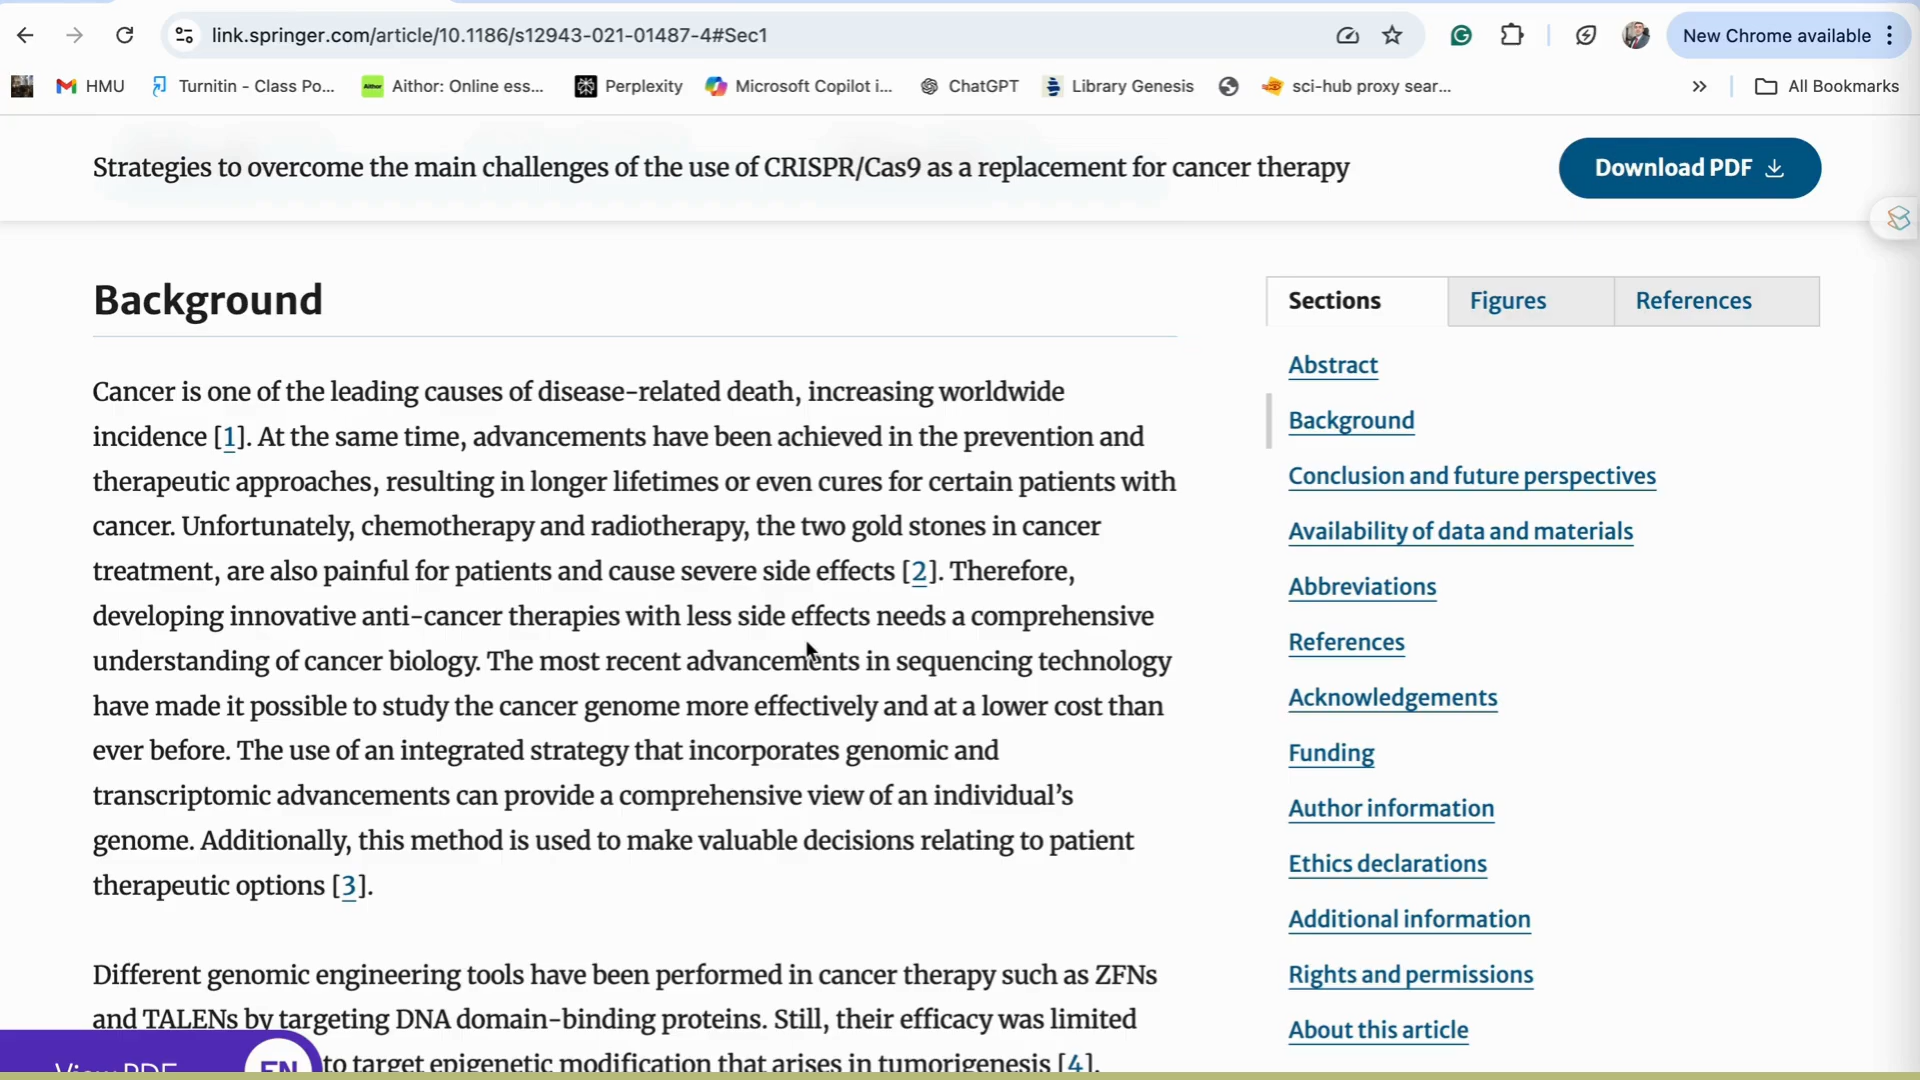 link.springer.com/article/10.1186/s12943-021-01487-4#Sec1
New Chrome available
HMU
Turnitin - Class Po...
Aithor
Aithor: Online ess...
Perplexity
Microsoft Copilot i...
ChatGPT
Library Genesis
sci-hub proxy sear...
All Bookmarks
Strategies to overcome the main challenges of the use of CRISPR/Cas9 as a replacement for cancer therapy
Download PDF
Background
Cancer is one of the leading causes of disease-related death, increasing worldwide
incidence [1]. At the same time, advancements have been achieved in the prevention and
therapeutic approaches, resulting in longer lifetimes or even cures for certain patients with
cancer. Unfortunately, chemotherapy and radiotherapy, the two gold stones in cancer
treatment, are also painful for patients and cause severe side effects [2]. Therefore,
developing innovative anti-cancer therapies with less side effects needs a comprehensive
understanding of cancer biology. The most recent advancements in sequencing technology
have made it possible to study the cancer genome more effectively and at a lower cost than
ever before. The use of an integrated strategy that incorporates genomic and
transcriptomic advancements can provide a comprehensive view of an individual’s
genome. Additionally, this method is used to make valuable decisions relating to patient
therapeutic options [3].
Different genomic engineering tools have been performed in cancer therapy such as ZFNs
and TALENs by targeting DNA domain-binding proteins. Still, their efficacy was limited
to target epigenetic modification that arises in tumorigenesis [4].
View PDF
EN
Sections
Figures
References
Abstract
Background
Conclusion and future perspectives
Availability of data and materials
Abbreviations
References
Acknowledgements
Funding
Author information
Ethics declarations
Additional information
Rights and permissions
About this article